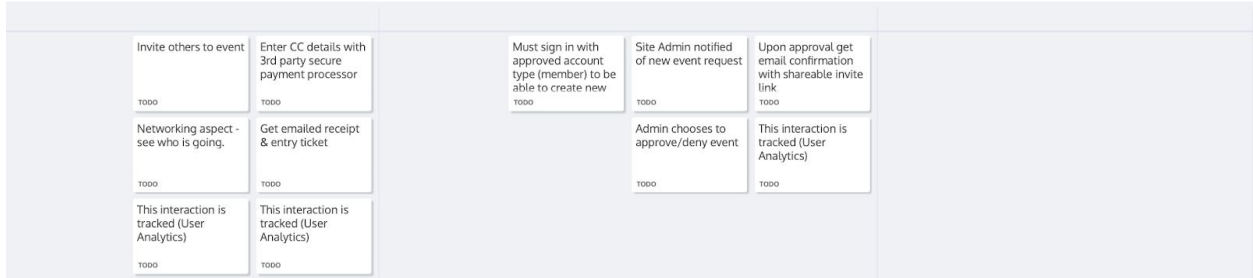 Invite others to event
TODO
Enter CC details with
3rd party secure
payment processor
TODO
Must sign in with
approved account
type (member) to be
able to create new
TODO
Site Admin notified
of new event request
TODO
Upon approval get
email confirmation
with shareable invite
link
TODO
Networking aspect -
see who is going.
TODO
Get emailed receipt
& entry ticket
TODO
Admin chooses to
approve/deny event
TODO
This interaction is
tracked (User
Analytics)
TODO
This interaction is
tracked (User
Analytics)
TODO
This interaction is
tracked (User
Analytics)
TODO